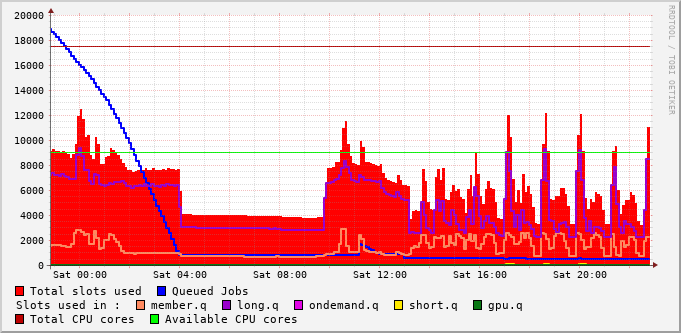 20000
18000
16000
14000
12000
10000
8000
6000
4000
2000
0
Sat 00:00 Sat 04:00 Sat 08:00 Sat 12:00 Sat 16:00 Sat 20:00
RRDTOOL / TOBI OETIKER
Total slots used Queued Jobs
Slots used in : member.q long.q ondemand.q short.q gpu.q
Total CPU cores Available CPU cores